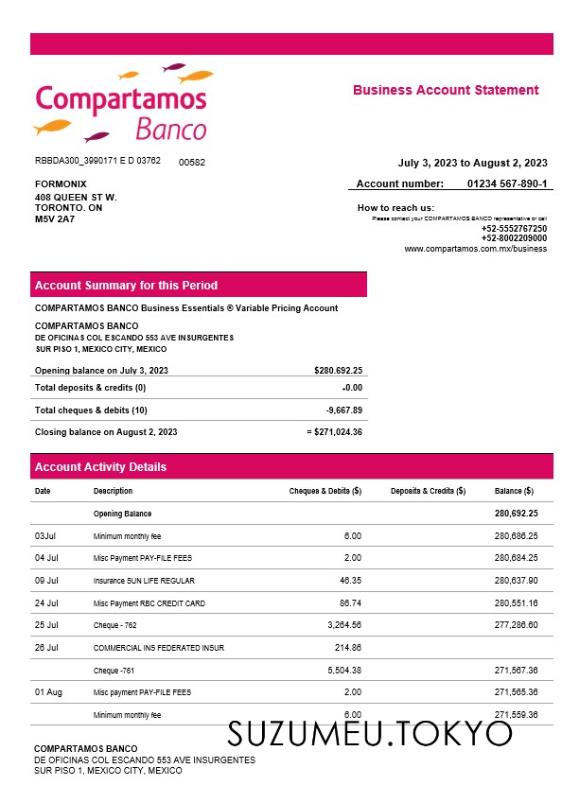 Compartamos
Banco
Business Account Statement
RBBDA300_3990171 E D 03762 00582
July 3, 2023 to August 2, 2023
FORMONIX
408 QUEEN ST W.
TORONTO. ON
M5V 2A7
Account number: 01234 567-890-1
How to reach us:
Please contact your COMPARTAMOS BANCO representative or call
+52-5552767250
+52-8002209000
www.compartamos.com.mx/business
Account Summary for this Period
COMPARTAMOS BANCO Business Essentials ® Variable Pricing Account
COMPARTAMOS BANCO
DE OFICINAS COL ESCANDO 553 AVE INSURGENTES
SUR PISO 1, MEXICO CITY, MEXICO
Opening balance on July 3, 2023 $280.692.25
Total deposits & credits (0) -0.00
Total cheques & debits (10) -9,667.89
Closing balance on August 2, 2023 = $271,024.36
Account Activity Details
Date Description Cheques & Debits ($) Deposits & Credits ($) Balance ($)
Opening Balance 280,692.25
03Jul Minimum monthly fee 6.00 280,686.25
04 Jul Misc Payment PAY-FILE FEES 2.00 280,684.25
09 Jul Insurance SUN LIFE REGULAR 46.35 280,637.90
24 Jul Misc Payment RBC CREDIT CARD 86.74 280,551.16
25 Jul Cheque - 762 3,264.56 277,286.60
26 Jul COMMERCIAL INS FEDERATED INSUR 214.86
Cheque -761 5,504.38 271,567.36
01 Aug Misc payment PAY-FILE FEES 2.00 271,565.36
Minimum monthly fee 6.00 271,559.36
SUZUMEU.TOKYO
COMPARTAMOS BANCO
DE OFICINAS COL ESCANDO 553 AVE INSURGENTES
SUR PISO 1, MEXICO CITY, MEXICO